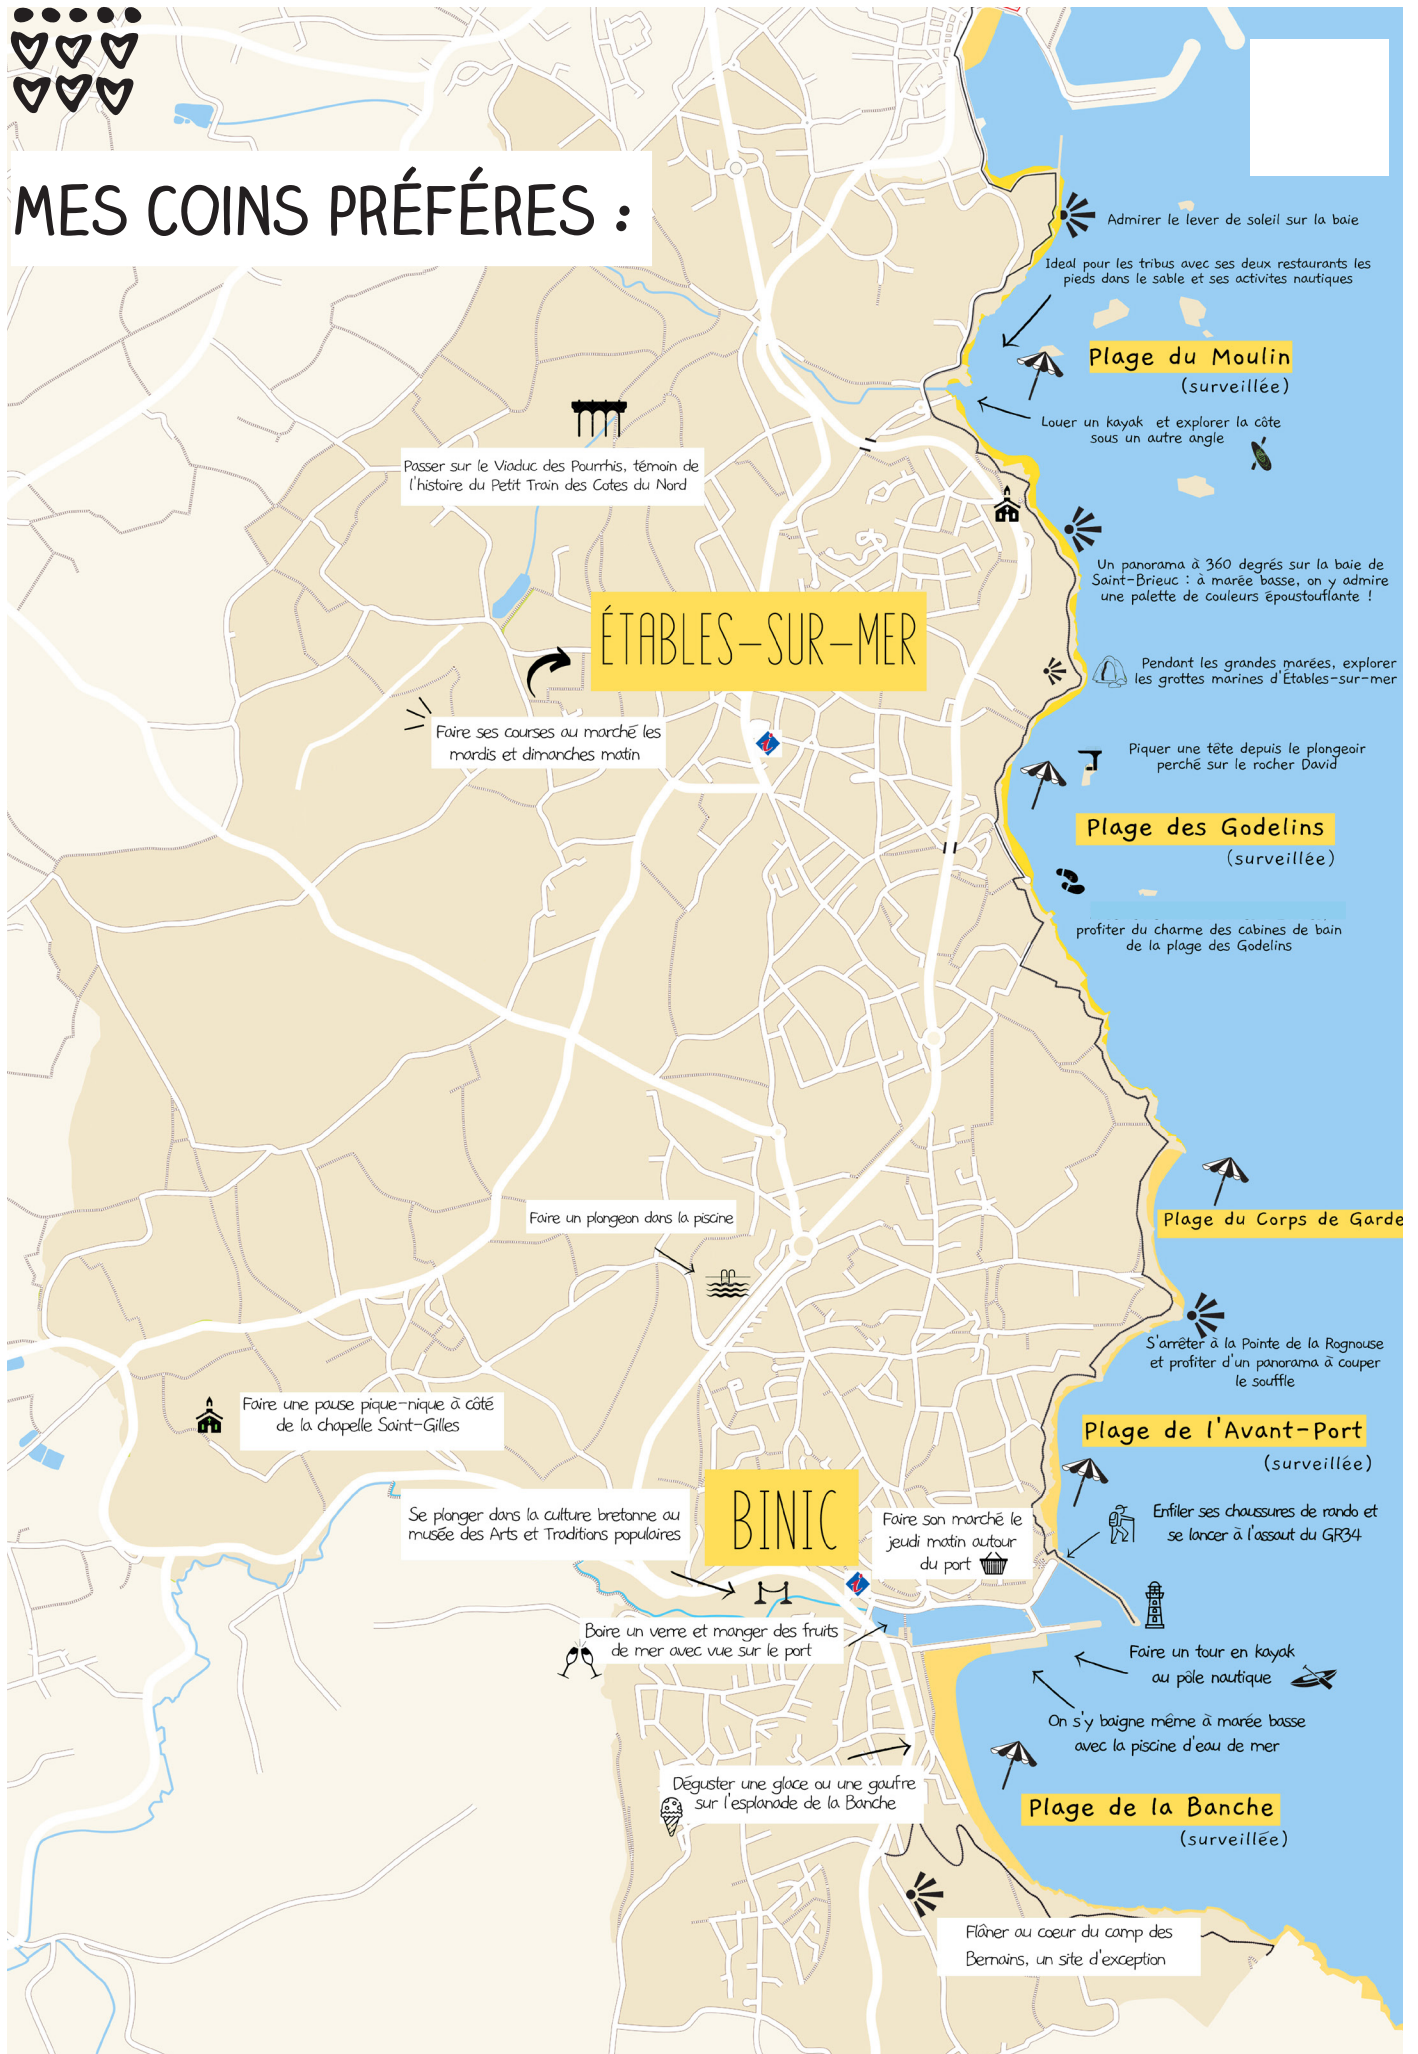 MES COINS PRÉFÉRES :
Admirer le lever de soleil sur la baie
Ideal pour les tribus avec ses deux restaurants les
pieds dans le sable et ses activites nautiques
Plage du Moulin
(surveillée)
Louer un kayak et explorer la côte
sous un autre angle
Passer sur le Viaduc des Pourrhis, témoin de
l'histoire du Petit Train des Cotes du Nord
Un panorama à 360 degrés sur la baie de
Saint-Brieuc : à marée basse, on y admire
une palette de couleurs époustouflante !
ÉTABLES-SUR-MER
Pendant les grandes marées, explorer
les grottes marines d'Étables-sur-mer
Faire ses courses au marché les
mardis et dimanches matin
i
Piquer une tête depuis le plongeoir
perché sur le rocher David
Plage des Godelins
(surveillée)
profiter du charme des cabines de bain
de la plage des Godelins
Faire un plongeon dans la piscine
Plage du Corps de Garde
S'arrêter à la Pointe de la Rognouse
et profiter d'un panorama à couper
le souffle
Faire une pause pique-nique à côté
de la chapelle Saint-Gilles
Plage de l'Avant-Port
(surveillée)
Se plonger dans la culture bretonne au
musée des Arts et Traditions populaires
BINIC
Faire son marché le
jeudi matin autour
du port
Enfiler ses chaussures de rando et
se lancer à l'assaut du GR34
i
Boire un verre et manger des fruits
de mer avec vue sur le port
Faire un tour en kayak
au pôle nautique
On s'y baigne même à marée basse
avec la piscine d'eau de mer
Déguster une glace ou une gaufre
sur l'esplanade de la Banche
Plage de la Banche
(surveillée)
Flâner au coeur du camp des
Bernains, un site d'exception